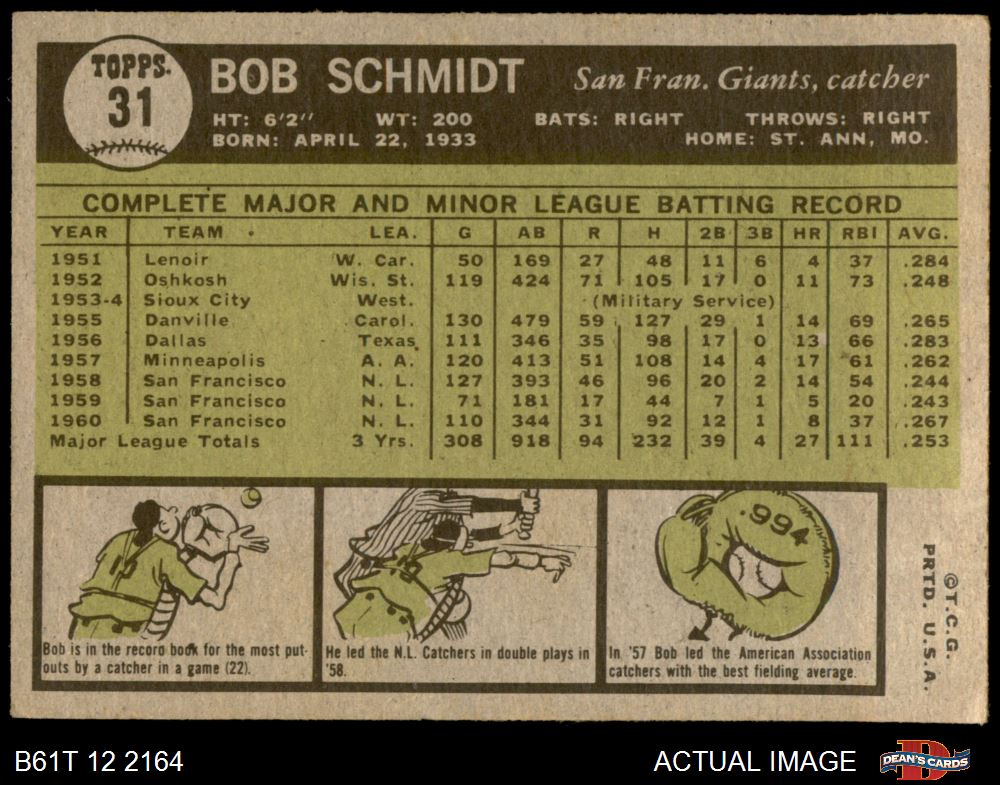 TOPPS.
31
BOB SCHMIDT San Fran. Giants, catcher
HT: 6'2" WT: 200 BATS: RIGHT THROWS: RIGHT
BORN: APRIL 22, 1933 HOME: ST. ANN, MO.
COMPLETE MAJOR AND MINOR LEAGUE BATTING RECORD
YEAR TEAM LEA. G AB R H 2B 3B HR RBI AVG.
1951 Lenoir W. Car. 50 169 27 48 11 6 4 37 .284
1952 Oshkosh Wis. St. 119 424 71 105 17 0 11 73 .248
1953-4 Sioux City West. (Military Service)
1955 Danville Carol. 130 479 59 127 29 1 14 69 .265
1956 Dallas Texas 111 346 35 98 17 0 13 66 .283
1957 Minneapolis A. A. 120 413 51 108 14 4 17 61 .262
1958 San Francisco N. L. 127 393 46 96 20 2 14 54 .244
1959 San Francisco N. L. 71 181 17 44 7 1 5 20 .243
1960 San Francisco N. L. 110 344 31 92 12 1 8 37 .267
Major League Totals 3 Yrs. 308 918 94 232 39 4 27 111 .253
13
Bob is in the record book for the most put-
outs by a catcher in a game (22).
13
He led the N.L. Catchers in double plays in
'58.
.994
In '57 Bob led the American Association
catchers with the best fielding average.
©T.C.G.
PRTD. U.S.A.
B61T 12 2164 ACTUAL IMAGE
D
DEAN'S CARDS